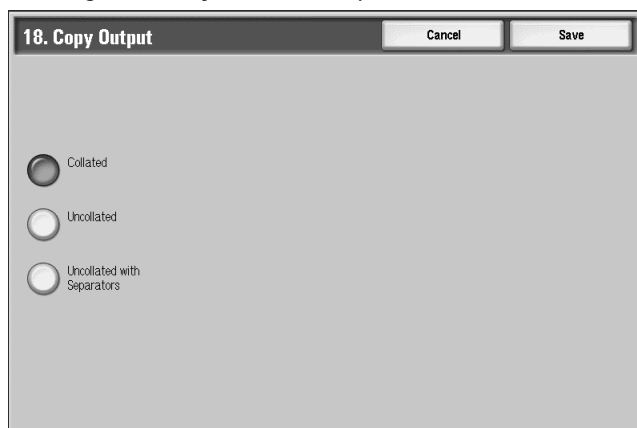 18. Copy Output
Cancel
Save
Collated
Uncollated
Uncollated with
Separators